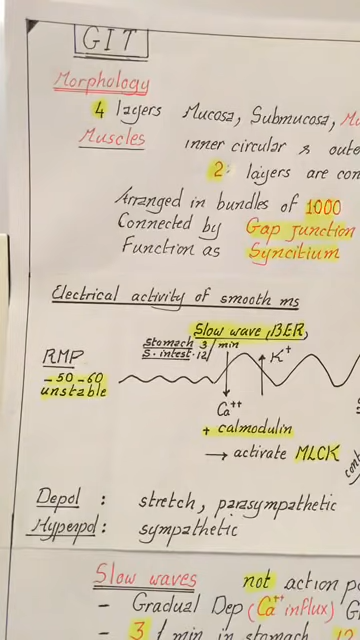 GIT
Morphology
4 layers Mucosa, Submucosa, Mu
Muscles inner circular & oute
2 layers are con
Arranged in bundles of 1000
Connected by Gap junction
Function as Syncitium
Electrical activity of smooth ms
Slow wave, BER,
stomach 3/min
S. intest. 12/
RMP K+
-50 -60
unstable
Ca++
+ calmodulin
→ activate MLCK
Depol : stretch, parasympathetic
Hyperpol : sympathetic
Slow waves not action po
- Gradual Dep (Ca++ influx)
- 3 / min in stomach